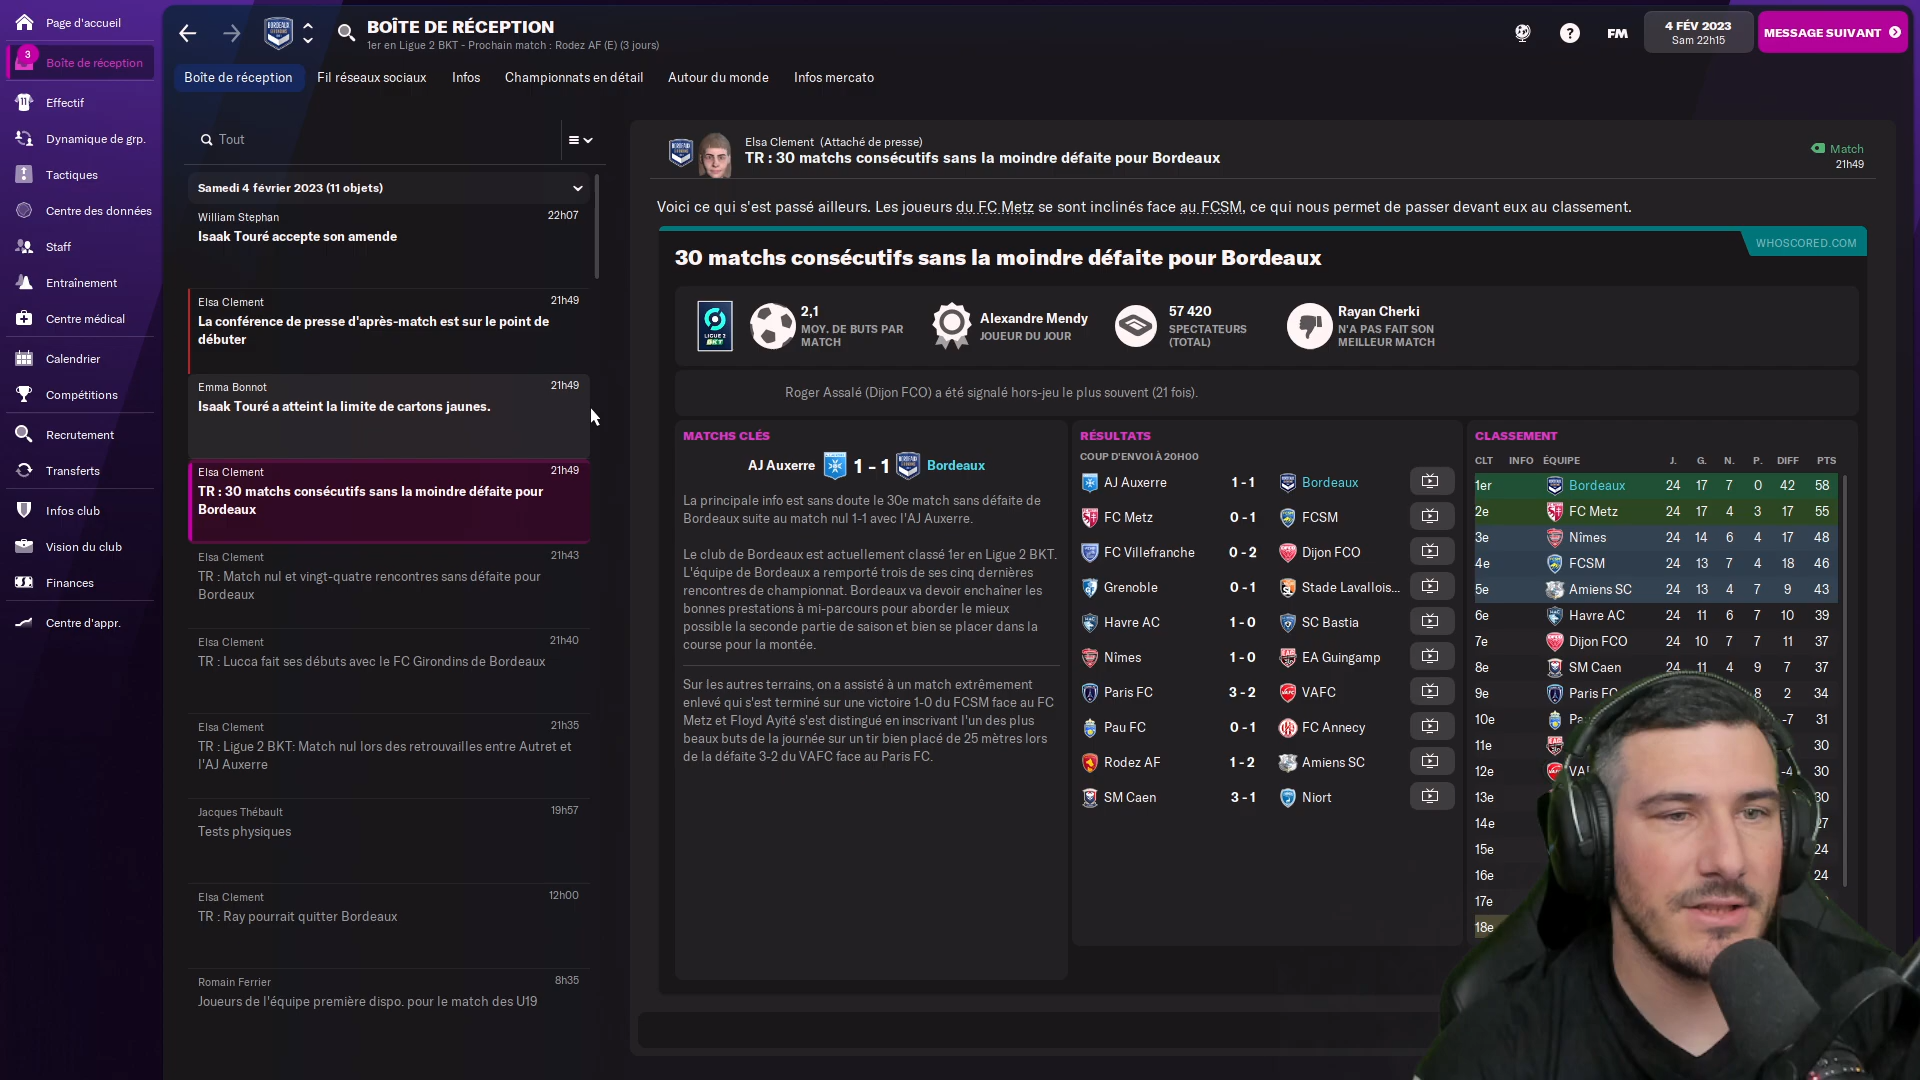 Page d'accueil
3
Boîte de réception
Effectif
Dynamique de grp.
Tactiques
Centre des données
Staff
Entraînement
Centre médical
Calendrier
Compétitions
Recrutement
Transferts
Infos club
Vision du club
Finances
Centre d'appr.
BOÎTE DE RÉCEPTION
1er en Ligue 2 BKT - Prochain match : Rodez AF (E) (3 jours)
FM
4 FÉV 2023
Sam 22h15
MESSAGE SUIVANT
Boîte de réception
Fil réseaux sociaux
Infos
Championnats en détail
Autour du monde
Infos mercato
Tout
Samedi 4 février 2023 (11 objets)
William Stephan 22h07
Isaak Touré accepte son amende
Elsa Clement 21h49
La conférence de presse d'après-match est sur le point de
débuter
Emma Bonnot 21h49
Isaak Touré a atteint la limite de cartons jaunes.
Elsa Clement 21h49
TR : 30 matchs consécutifs sans la moindre défaite pour
Bordeaux
Elsa Clement 21h43
TR : Match nul et vingt-quatre rencontres sans défaite pour
Bordeaux
Elsa Clement 21h40
TR : Lucca fait ses débuts avec le FC Girondins de Bordeaux
Elsa Clement 21h35
TR : Ligue 2 BKT: Match nul lors des retrouvailles entre Autret et
l'AJ Auxerre
Jacques Thébault 19h57
Tests physiques
Elsa Clement 12h00
TR : Ray pourrait quitter Bordeaux
Romain Ferrier 8h35
Joueurs de l'équipe première dispo. pour le match des U19
Elsa Clement (Attaché de presse)
TR : 30 matchs consécutifs sans la moindre défaite pour Bordeaux
Match
21h49
Voici ce qui s'est passé ailleurs. Les joueurs du FC Metz se sont inclinés face au FCSM, ce qui nous permet de passer devant eux au classement.
WHOSCORED.COM
30 matchs consécutifs sans la moindre défaite pour Bordeaux
LIGUE 2
BKT
2,1
MOY. DE BUTS PAR
MATCH
Alexandre Mendy
JOUEUR DU JOUR
57 420
SPECTATEURS
(TOTAL)
Rayan Cherki
N'A PAS FAIT SON
MEILLEUR MATCH
Roger Assalé (Dijon FCO) a été signalé hors-jeu le plus souvent (21 fois).
MATCHS CLÉS
AJ Auxerre 1 - 1 Bordeaux
La principale info est sans doute le 30e match sans défaite de
Bordeaux suite au match nul 1-1 avec l'AJ Auxerre.
Le club de Bordeaux est actuellement classé 1er en Ligue 2 BKT.
L'équipe de Bordeaux a remporté trois de ses cinq dernières
rencontres de championnat. Bordeaux va devoir enchaîner les
bonnes prestations à mi-parcours pour aborder le mieux
possible la seconde partie de saison et bien se placer dans la
course pour la montée.
Sur les autres terrains, on a assisté à un match extrêmement
enlevé qui s'est terminé sur une victoire 1-0 du FCSM face au FC
Metz et Floyd Ayité s'est distingué en inscrivant l'un des plus
beaux buts de la journée sur un tir bien placé de 25 mètres lors
de la défaite 3-2 du VAFC face au Paris FC.
RÉSULTATS
COUP D'ENVOI À 20H00
AJ Auxerre 1 - 1 Bordeaux
FC Metz 0 - 1 FCSM
FC Villefranche 0 - 2 Dijon FCO
Grenoble 0 - 1 Stade Lavallois...
Havre AC 1 - 0 SC Bastia
Nîmes 1 - 0 EA Guingamp
Paris FC 3 - 2 VAFC
Pau FC 0 - 1 FC Annecy
Rodez AF 1 - 2 Amiens SC
SM Caen 3 - 1 Niort
CLASSEMENT
CLT INFO ÉQUIPE J. G. N. P. DIFF PTS
1er Bordeaux 24 17 7 0 42 58
2e FC Metz 24 17 4 3 17 55
3e Nîmes 24 14 6 4 17 48
4e FCSM 24 13 7 4 18 46
5e Amiens SC 24 13 4 7 9 43
6e Havre AC 24 11 6 7 10 39
7e Dijon FCO 24 10 7 7 11 37
8e SM Caen 24 11 4 9 7 37
9e Paris FC 8 2 34
10e -7 31
11e 30
12e -4 30
13e 30
14e 27
15e 24
16e 24
17e
18e